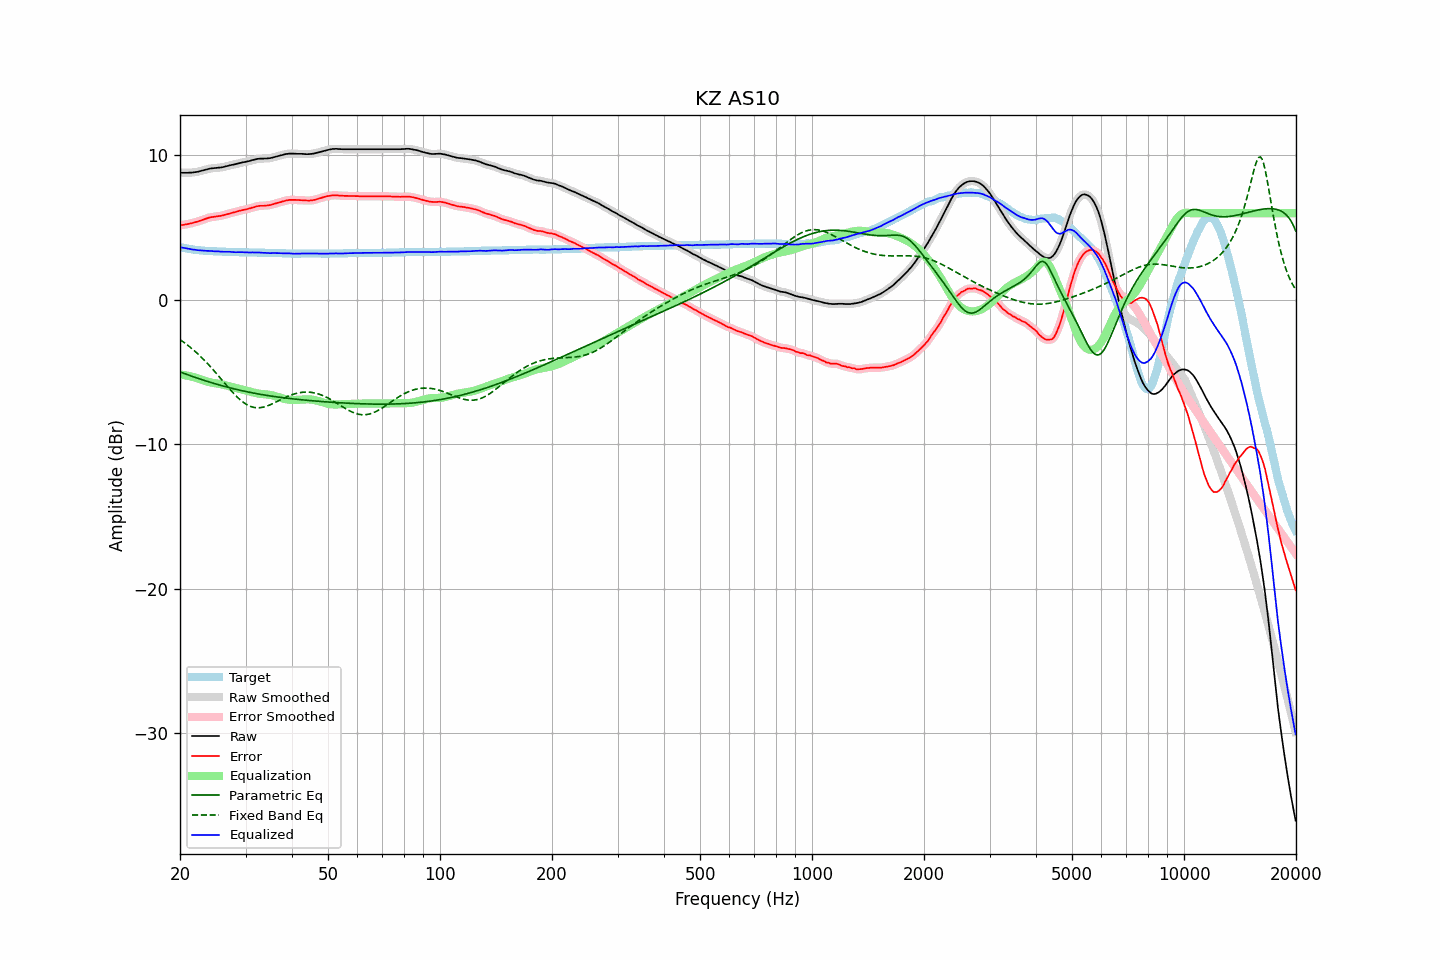 KZ AS10
Amplitude (dBr)
10
0
−10
−20
−30
Target
Raw Smoothed
Error Smoothed
Raw
Error
Equalization
Parametric Eq
Fixed Band Eq
Equalized
20 50 100 200 500 1000 2000 5000 10000 20000
Frequency (Hz)